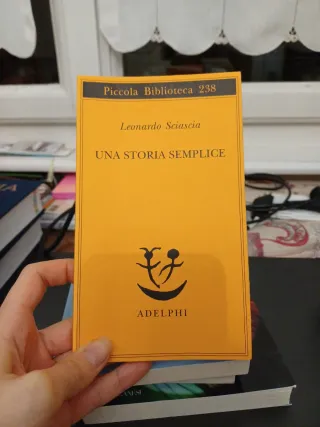 Piccola Biblioteca 238
Leonardo Sciascia
UNA STORIA SEMPLICE
ADELPHI